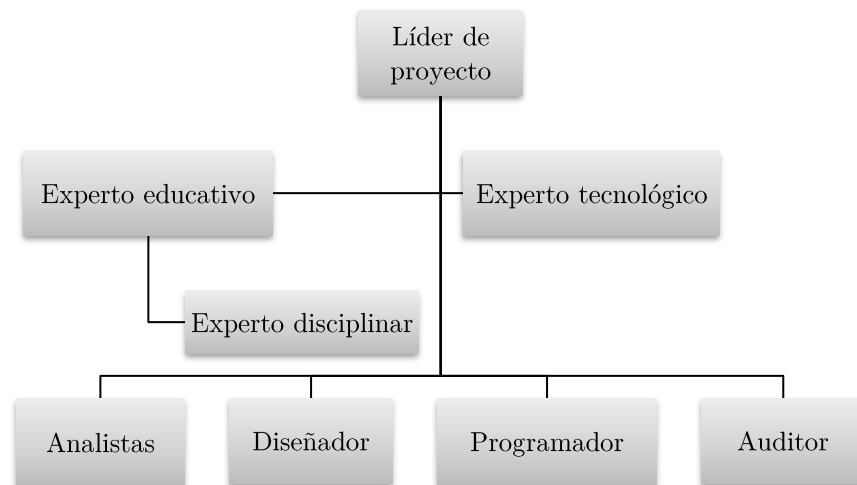 Líder de
proyecto
Experto educativo
Experto tecnológico
Experto disciplinar
Analistas
Diseñador
Programador
Auditor